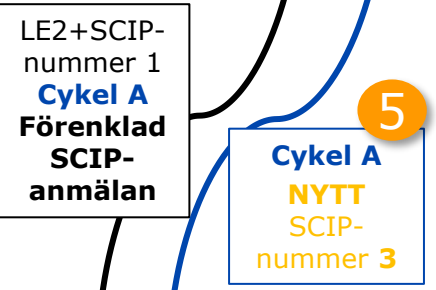 LE2+SCIP-
nummer 1
Cykel A
Förenklad
SCIP-
anmälan
5
Cykel A
NYTT
SCIP-
nummer 3